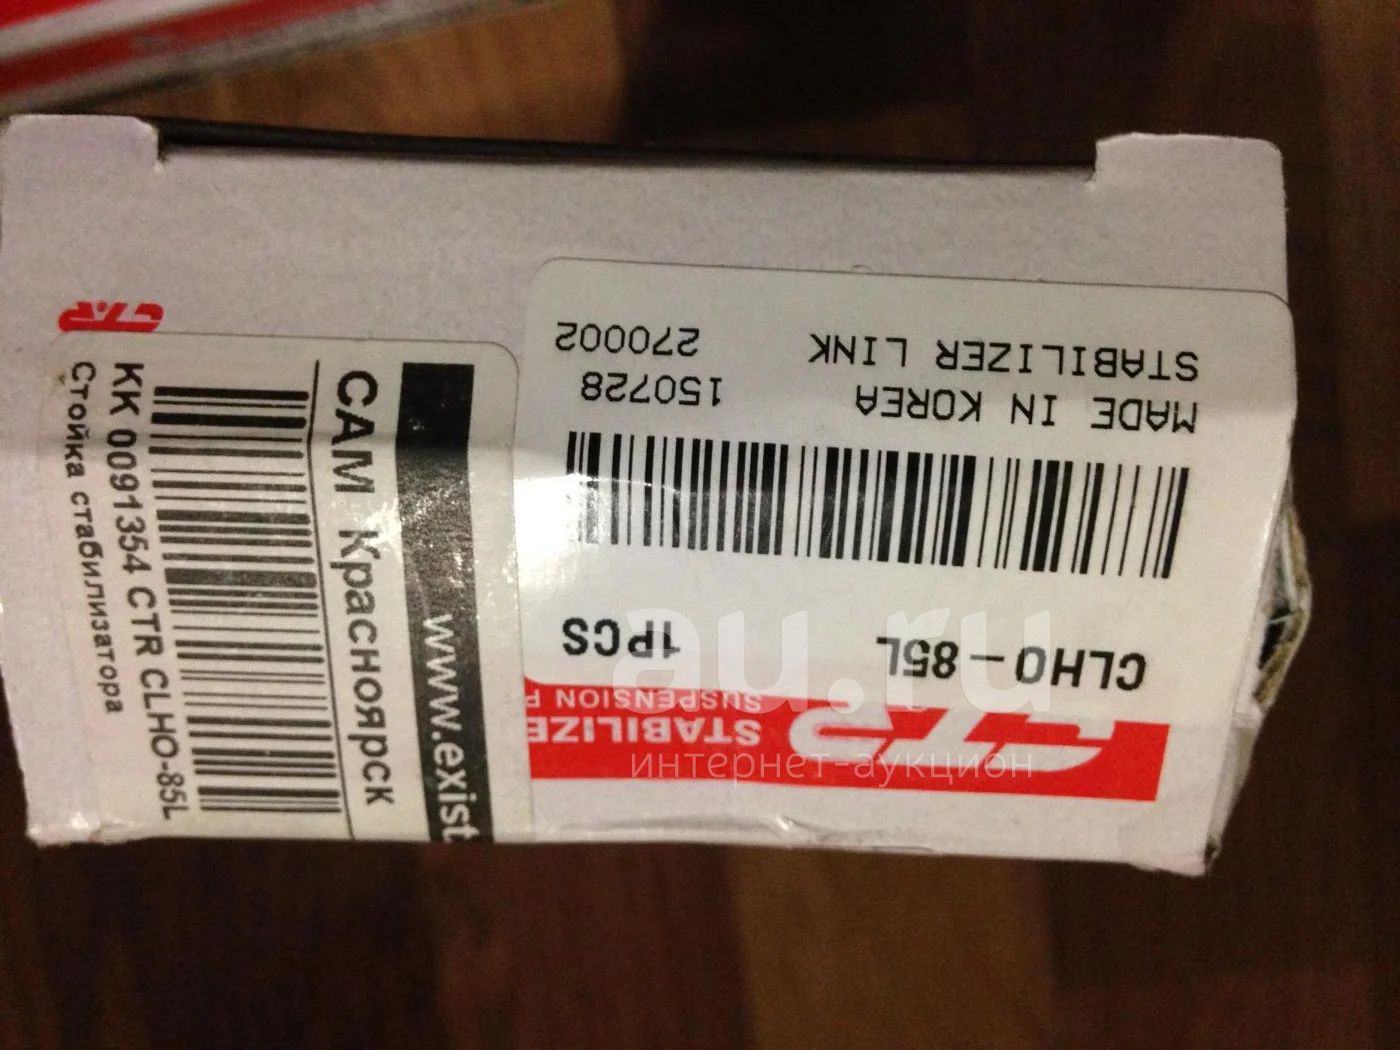 CTR
STABILIZE
SUSPENSION P
CLHO-85L 1PCS
MADE IN KOREA 150728
STABILIZER LINK 270002
www.exist
САМ Красноярск
КК 0091354 CTR CLHO-85L
Стойка стабилизатора
CTR
au.ru
интернет-аукцион